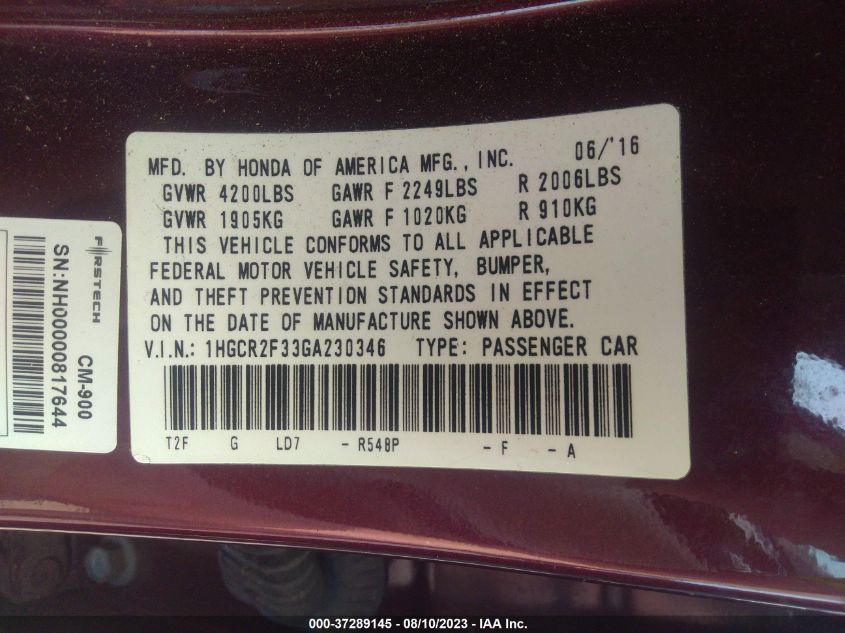 MFD. BY HONDA OF AMERICA MFG., INC. 06/'16
GVWR 4200LBS GAWR F 2249LBS R 2006LBS
GVWR 1905KG GAWR F 1020KG R 910KG
THIS VEHICLE CONFORMS TO ALL APPLICABLE
FEDERAL MOTOR VEHICLE SAFETY, BUMPER,
AND THEFT PREVENTION STANDARDS IN EFFECT
ON THE DATE OF MANUFACTURE SHOWN ABOVE.
V.I.N.: 1HGCR2F33GA230346 TYPE: PASSENGER CAR
T2F G LD7 - R548P - F - A
FIRSTECH CM-900
SN:NH00000817644
000-37289145 - 08/10/2023 - IAA Inc.